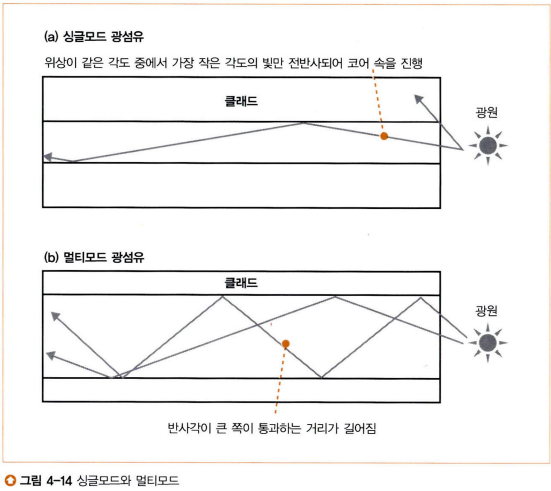 (a) 싱글모드 광섬유
위상이 같은 각도 중에서 가장 작은 각도의 빛만 전반사되어 코어 속을 진행
클래드
광원
(b) 멀티모드 광섬유
클래드
광원
반사각이 큰 쪽이 통과하는 거리가 길어짐
그림 4-14 싱글모드와 멀티모드